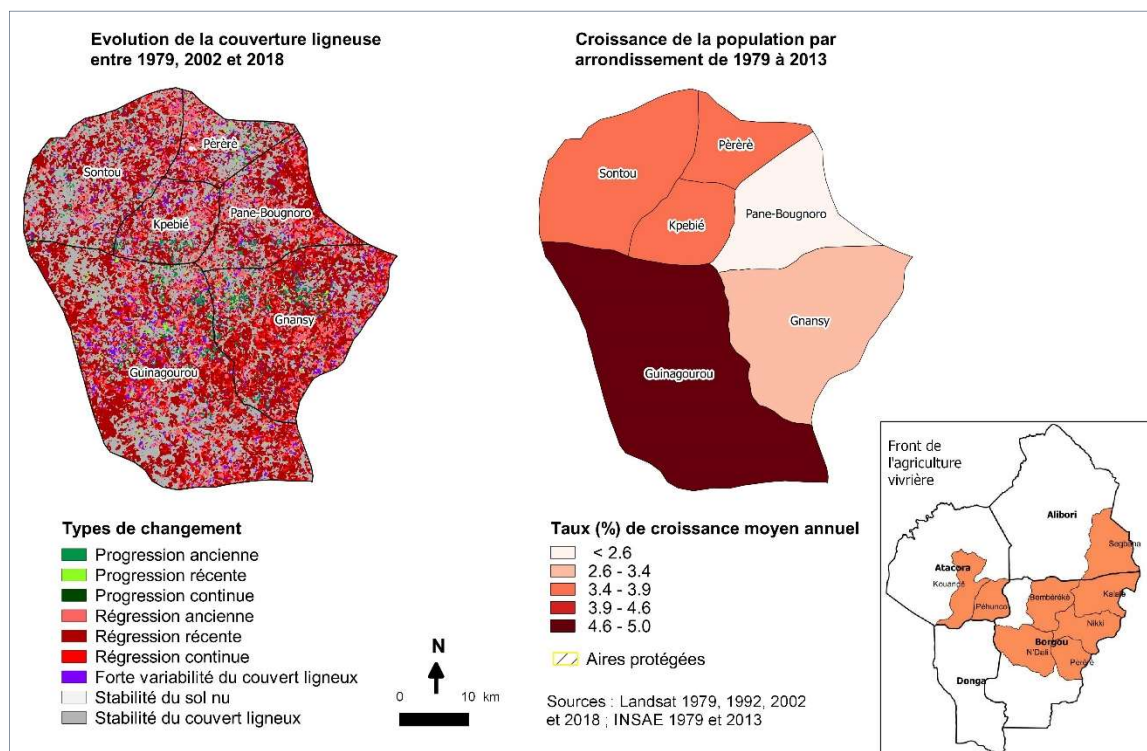 Evolution de la couverture ligneuse
entre 1979, 2002 et 2018
Pèrèrè
Sontou
Kpebié
Pane-Bougnoro
Gnansy
Guinagourou
Types de changement
Progression ancienne
Progression récente
Progression continue
Régression ancienne
Régression récente
Régression continue
Forte variabilité du couvert ligneux
Stabilité du sol nu
Stabilité du couvert ligneux
N
0 10 km
Croissance de la population par
arrondissement de 1979 à 2013
Pèrèrè
Sontou
Kpebié
Pane-Bougnoro
Gnansy
Guinagourou
Taux (%) de croissance moyen annuel
< 2.6
2.6 - 3.4
3.4 - 3.9
3.9 - 4.6
4.6 - 5.0
Aires protégées
Sources : Landsat 1979, 1992, 2002
et 2018 ; INSAE 1979 et 2013
Front de
l'agriculture
vivrière
Alibori
Segbana
Atacora
Kouandé
Péhunco
Bembèrèkè
Kalalé
Nikki
Borgou
N'Dali
Pèrèrè
Donga